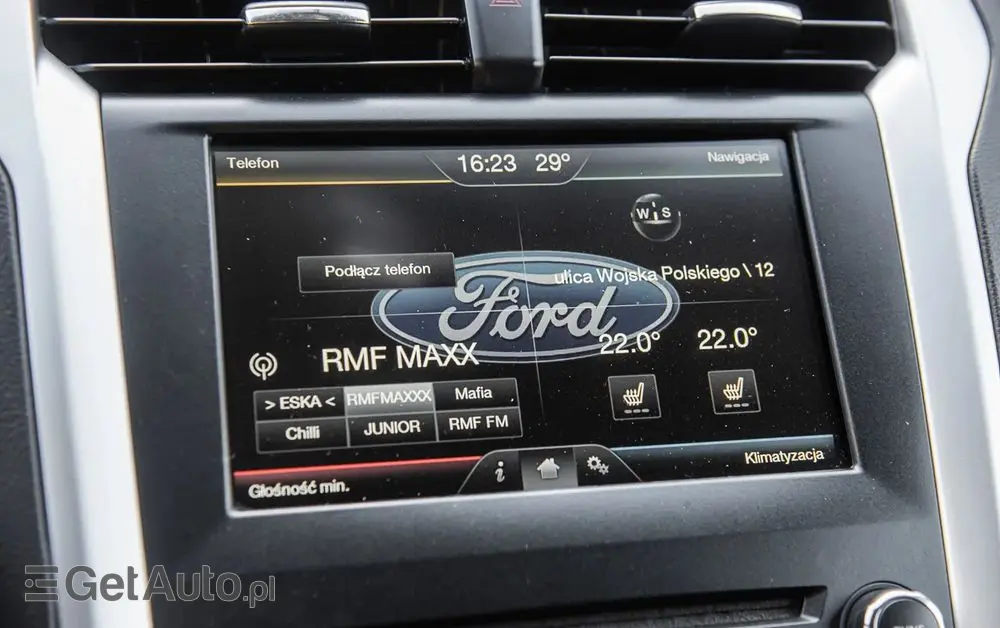 Telefon
16:23 29°
Nawigacja
W S
Podłącz telefon
ulica Wojska Polskiego \ 12
Ford
RMF MAXX
22.0° 22.0°
> ESKA < RMFMAXXX Mafia
Chilli JUNIOR RMF FM
i
Klimatyzacja
Głośność min.
GetAuto.pl